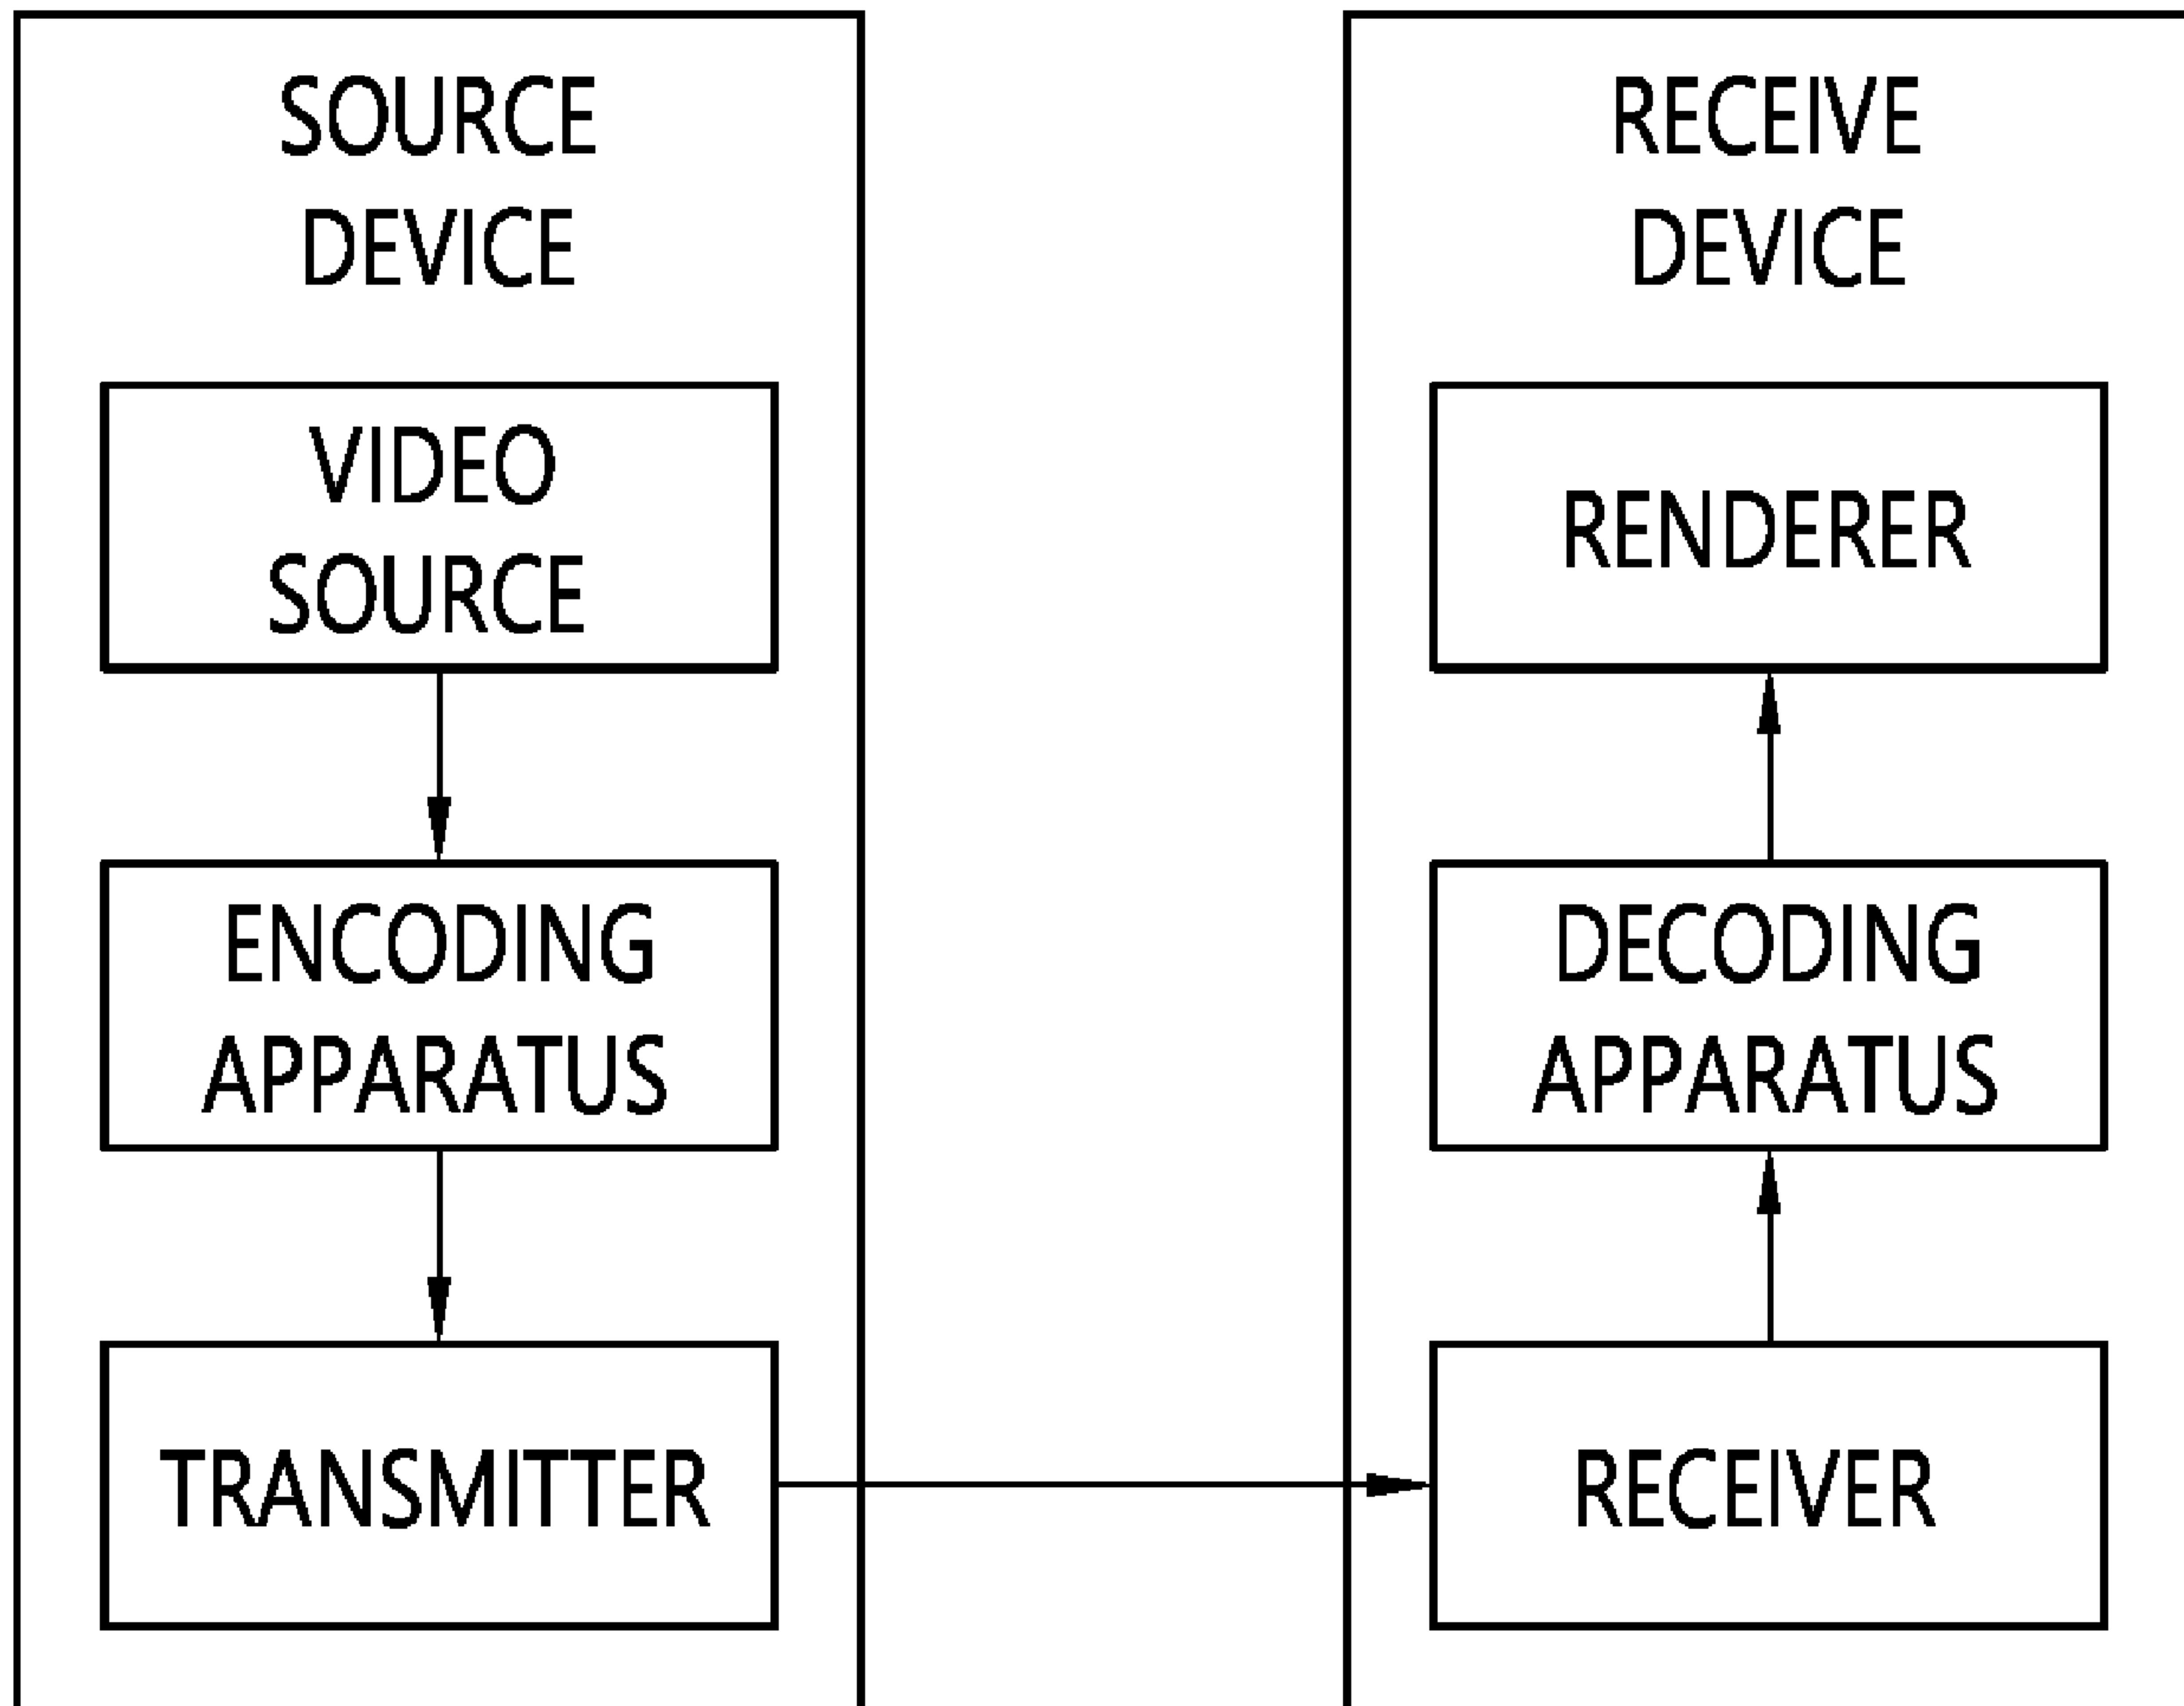 SOURCE
DEVICE
VIDEO
SOURCE
ENCODING
APPARATUS
TRANSMITTER
RECEIVE
DEVICE
RENDERER
DECODING
APPARATUS
RECEIVER